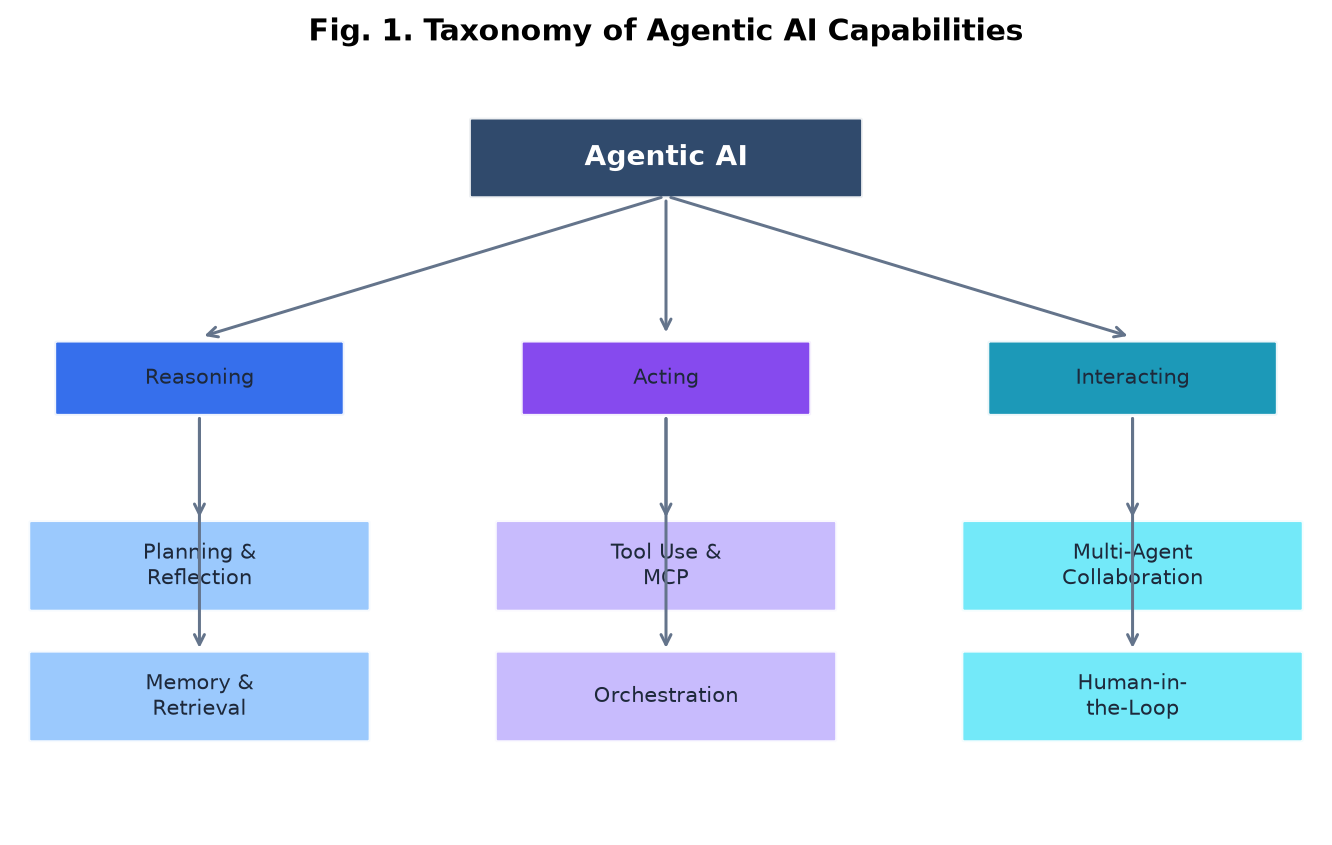 Fig. 1. Taxonomy of Agentic AI Capabilities
Agentic AI
Reasoning
Acting
Interacting
Planning &
Reflection
Tool Use &
MCP
Multi-Agent
Collaboration
Memory &
Retrieval
Orchestration
Human-in-
the-Loop